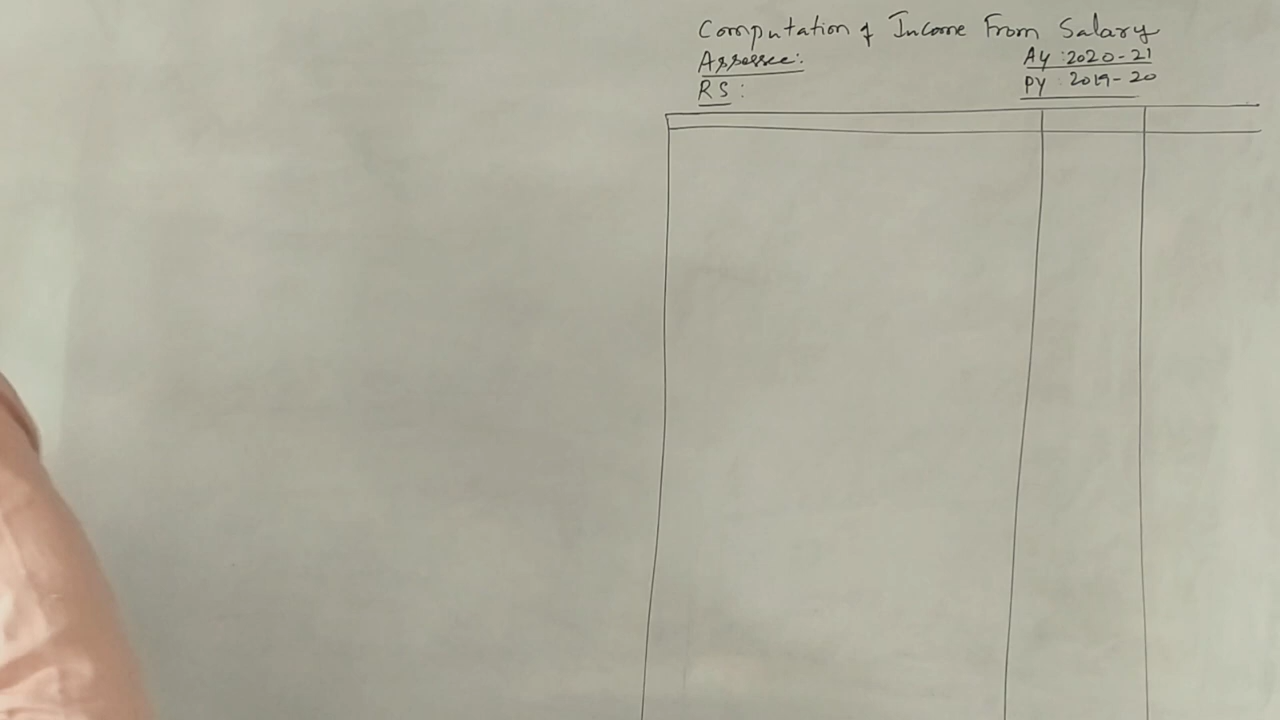 Computation of Income From Salary
Assessee:
AY : 2020-21
RS :
PY : 2019-20